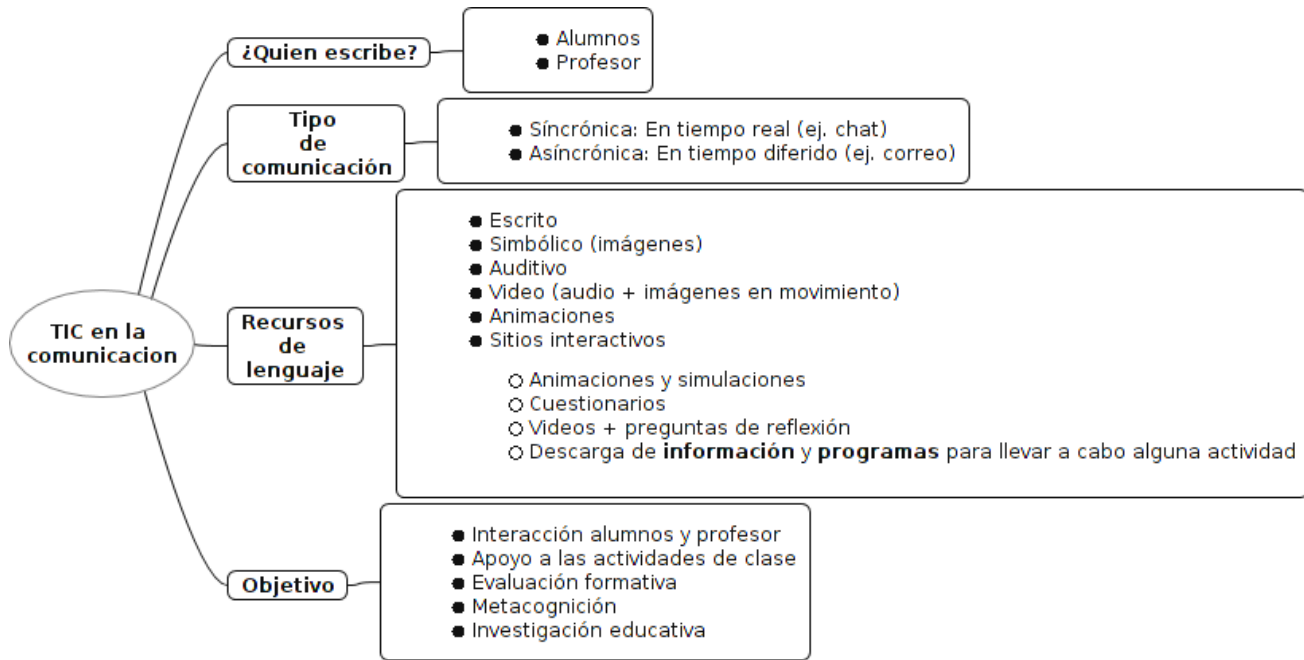 ¿Quien escribe?
● Alumnos
● Profesor
Tipo
de
comunicación
● Síncrónica: En tiempo real (ej. chat)
● Asíncrónica: En tiempo diferido (ej. correo)
TIC en la
comunicacion
Recursos
de
lenguaje
● Escrito
● Simbólico (imágenes)
● Auditivo
● Video (audio + imágenes en movimiento)
● Animaciones
● Sitios interactivos
○ Animaciones y simulaciones
○ Cuestionarios
○ Videos + preguntas de reflexión
○ Descarga de información y programas para llevar a cabo alguna actividad
Objetivo
● Interacción alumnos y profesor
● Apoyo a las actividades de clase
● Evaluación formativa
● Metacognición
● Investigación educativa